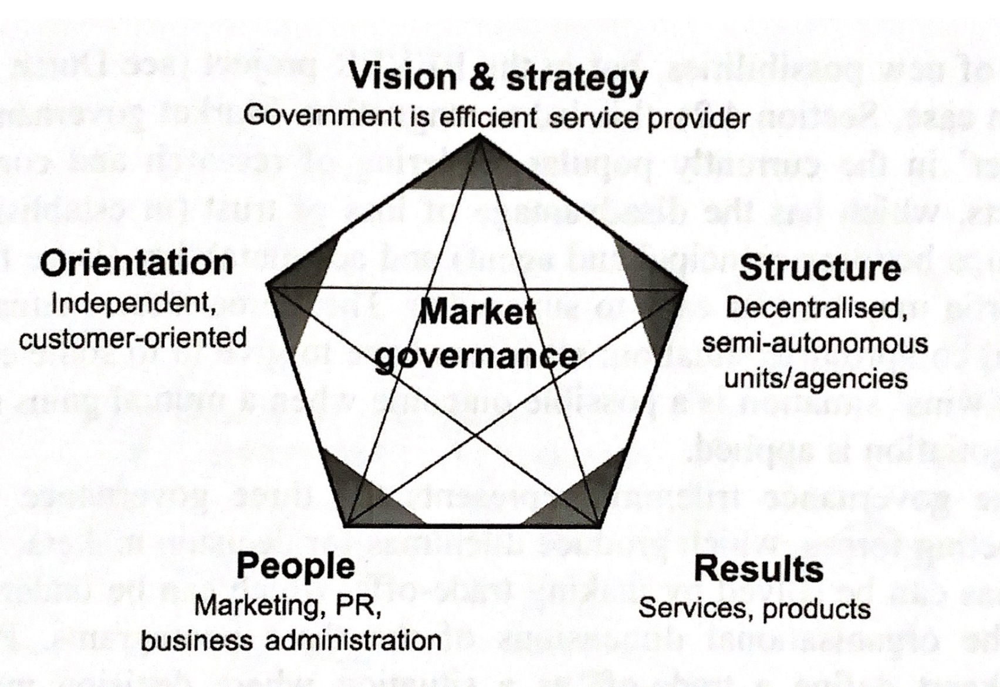 Vision & strategy
Government is efficient service provider
Orientation
Independent,
customer-oriented
Structure
Decentralised,
semi-autonomous
units/agencies
Market
governance
People
Marketing, PR,
business administration
Results
Services, products